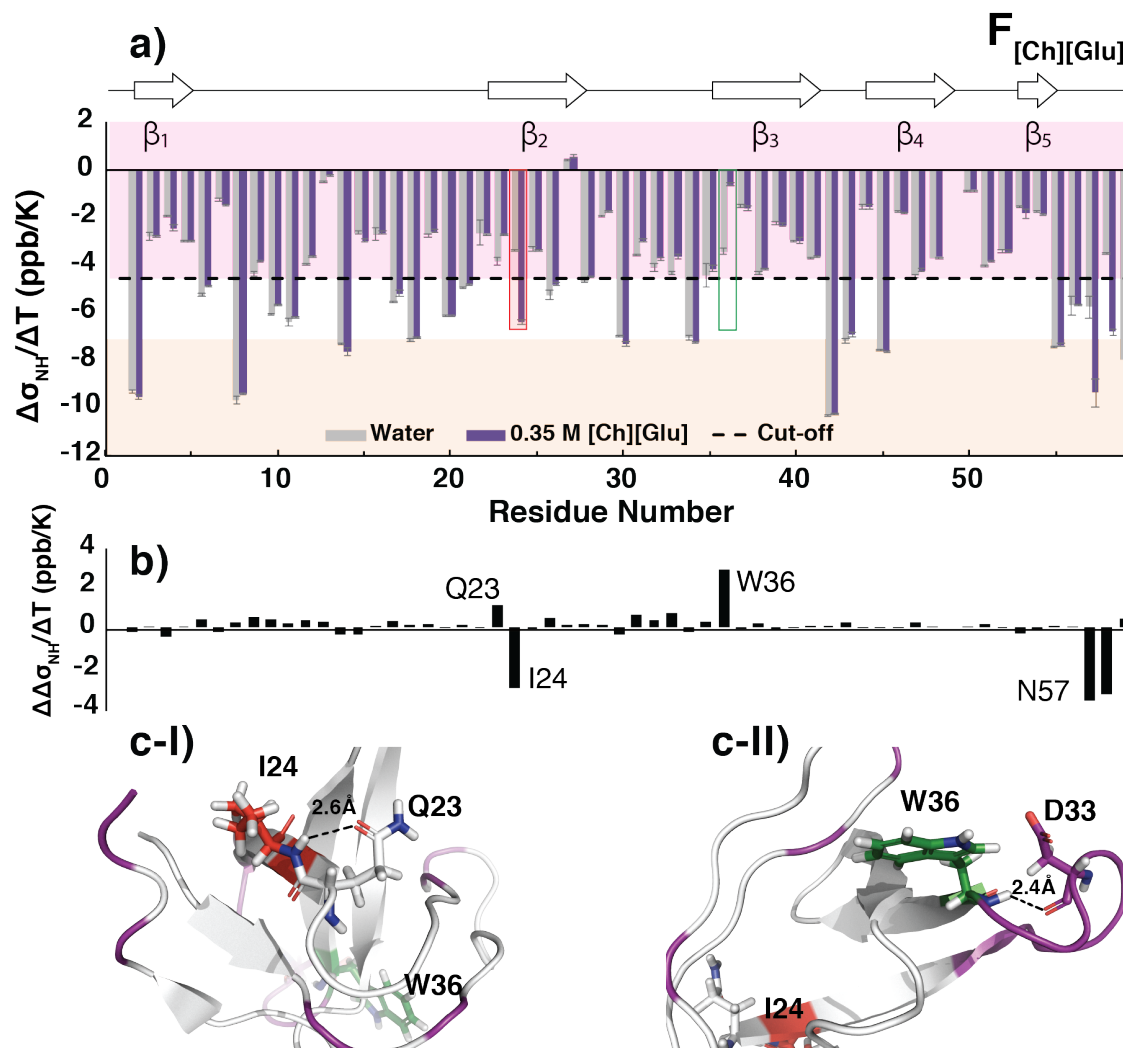 a)
F[Ch][Glu]
β1 β2 β3 β4 β5
2
0
-2
-4
-6
-8
-10
-12
ΔσNH/ΔT (ppb/K)
Water 0.35 M [Ch][Glu] Cut-off
0 10 20 30 40 50
Residue Number
b)
4
2
0
-2
-4
ΔΔσNH/ΔT (ppb/K)
Q23
W36
I24
N57
c-I)
I24
2.6Å
Q23
W36
c-II)
W36
D33
2.4Å
I24